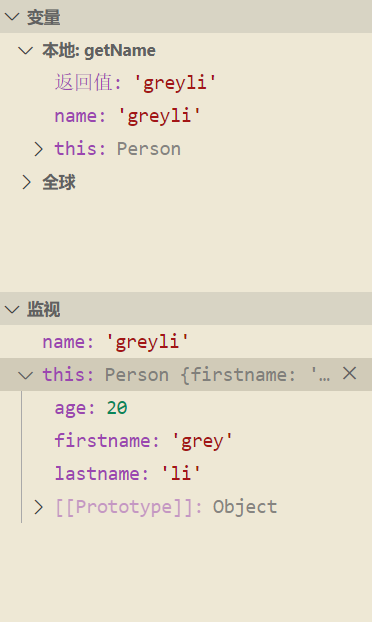 变量
本地: getName
返回值: 'greyli'
name: 'greyli'
this: Person
全球
监视
name: 'greyli'
this: Person {firstname: '…
age: 20
firstname: 'grey'
lastname: 'li'
[[Prototype]]: Object